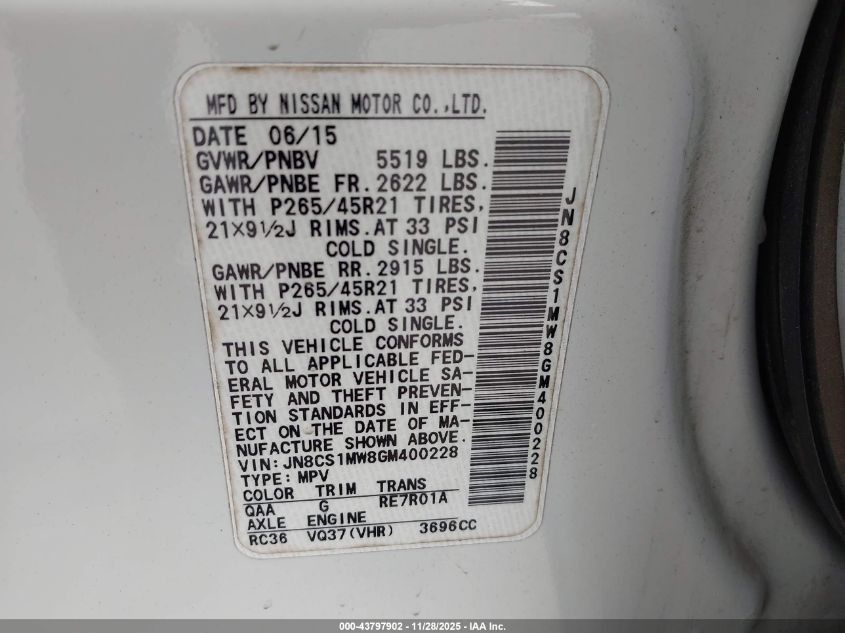 MFD BY NISSAN MOTOR CO.,LTD.
DATE 06/15
GVWR/PNBV 5519 LBS.
GAWR/PNBE FR. 2622 LBS.
WITH P265/45R21 TIRES,
21×9½J RIMS.AT 33 PSI
COLD SINGLE.
GAWR/PNBE RR. 2915 LBS.
WITH P265/45R21 TIRES,
21×9½J RIMS.AT 33 PSI
COLD SINGLE.
THIS VEHICLE CONFORMS
TO ALL APPLICABLE FED-
ERAL MOTOR VEHICLE SA-
FETY AND THEFT PREVEN-
TION STANDARDS IN EFF-
ECT ON THE DATE OF MA-
NUFACTURE SHOWN ABOVE.
VIN:JN8CS1MW8GM400228
TYPE:MPV
COLOR TRIM TRANS
QAA G RE7R01A
AXLE ENGINE
RC36 VQ37(VHR) 3696CC
JN8CS1MW8GM400228
000-43797902 - 11/28/2025 - IAA Inc.